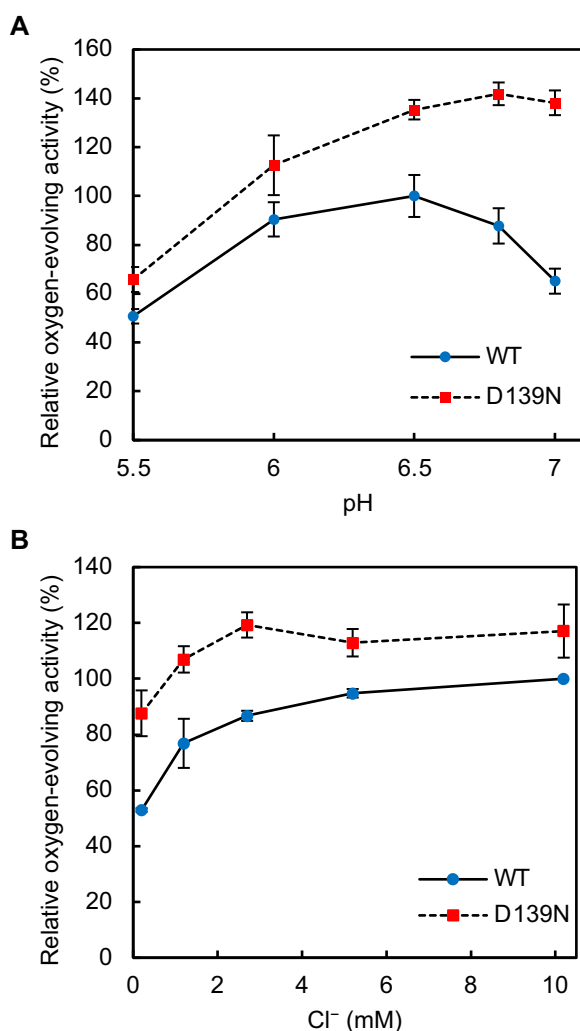 A
Relative oxygen-evolving activity (%)
160
140
120
100
80
60
40
20
0
5.5 6 6.5 7
pH
WT
D139N
B
Relative oxygen-evolving activity (%)
140
120
100
80
60
40
20
0
0 2 4 6 8 10
Cl⁻ (mM)
WT
D139N